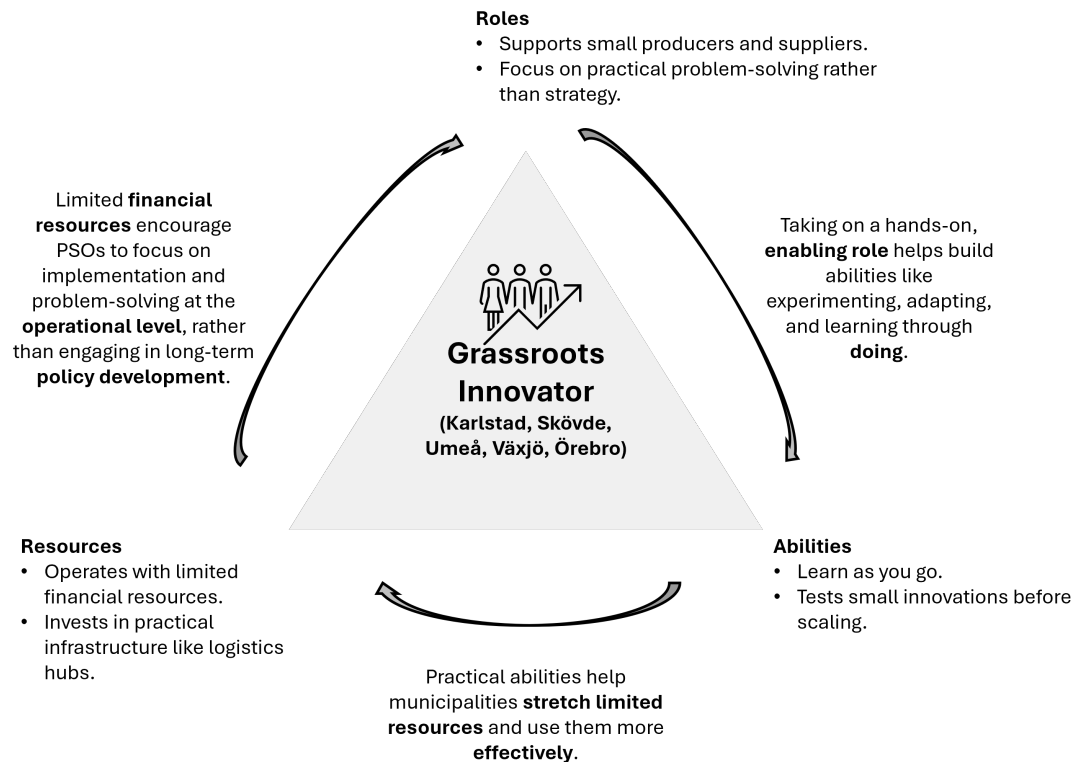 Roles
• Supports small producers and suppliers.
• Focus on practical problem-solving rather
than strategy.
Limited financial
resources encourage
PSOs to focus on
implementation and
problem-solving at the
operational level, rather
than engaging in long-term
policy development.
Taking on a hands-on,
enabling role helps build
abilities like
experimenting, adapting,
and learning through
doing.
Grassroots
Innovator
(Karlstad, Skövde,
Umeå, Växjö, Örebro)
Resources
• Operates with limited
financial resources.
• Invests in practical
infrastructure like logistics
hubs.
Abilities
• Learn as you go.
• Tests small innovations before
scaling.
Practical abilities help
municipalities stretch limited
resources and use them more
effectively.